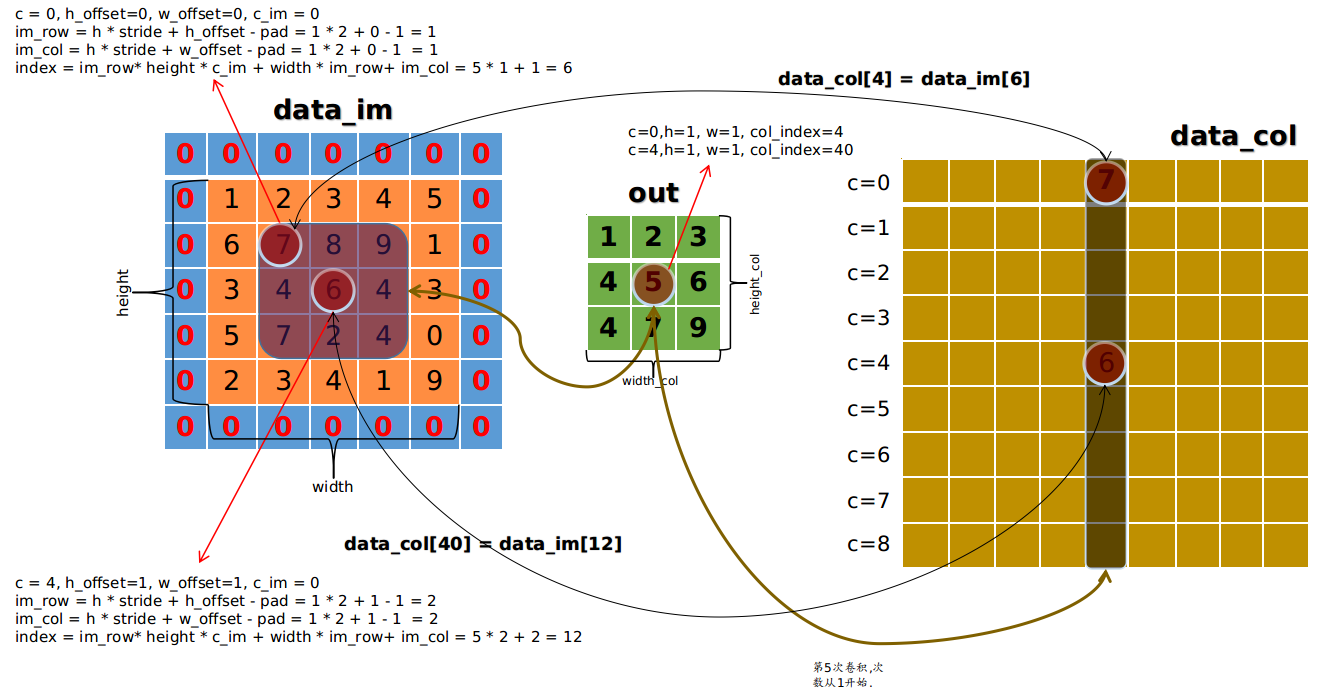 c = 0, h_offset=0, w_offset=0, c_im = 0
im_row = h * stride + h_offset - pad = 1 * 2 + 0 - 1 = 1
im_col = h * stride + w_offset - pad = 1 * 2 + 0 - 1  = 1
index = im_row* height * c_im + width * im_row+ im_col = 5 * 1 + 1 = 6
data_col[4] = data_im[6]
data_im
0 0 0 0 0 0 0
0 1 2 3 4 5 0
0 6 7 8 9 1 0
0 3 4 6 4 3 0
0 5 7 2 4 0 0
0 2 3 4 1 9 0
0 0 0 0 0 0 0
height
width
c=0,h=1, w=1, col_index=4
c=4,h=1, w=1, col_index=40
out
1 2 3
4 5 6
4 7 9
height_col
width_col
data_col
c=0 7
c=1
c=2
c=3
c=4 6
c=5
c=6
c=7
c=8
data_col[40] = data_im[12]
c = 4, h_offset=1, w_offset=1, c_im = 0
im_row = h * stride + h_offset - pad = 1 * 2 + 1 - 1 = 2
im_col = h * stride + w_offset - pad = 1 * 2 + 1 - 1  = 2
index = im_row* height * c_im + width * im_row+ im_col = 5 * 2 + 2 = 12
第5次卷积,次
数从1开始.